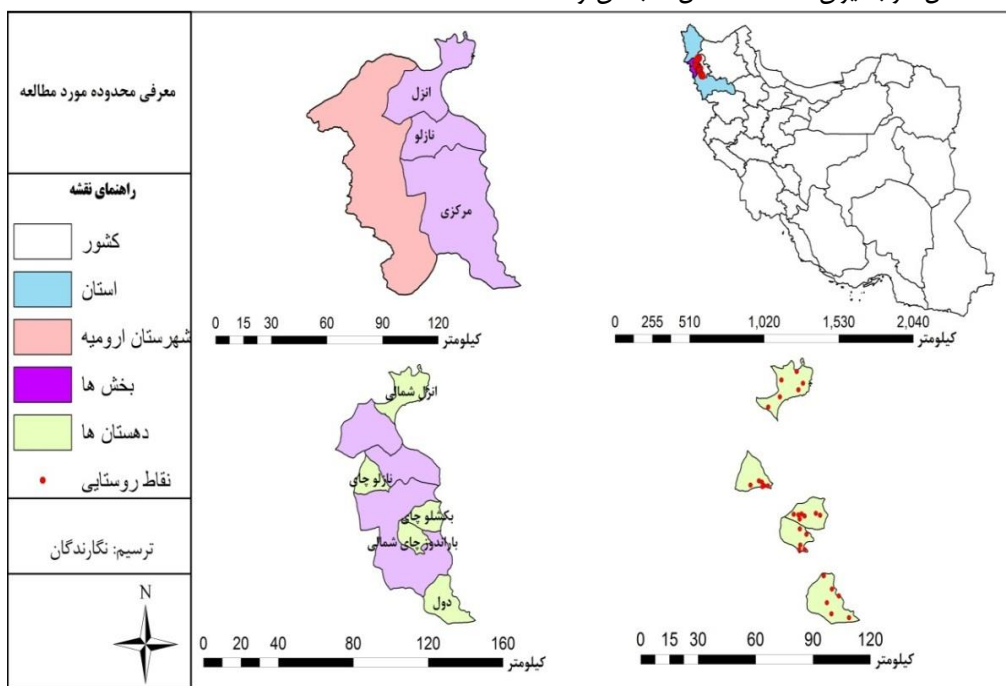 معرفی محدوده مورد مطالعه
راهنمای نقشه
کشور
استان
شهرستان ارومیه
بخش ها
دهستان ها
نقاط روستایی
ترسیم: نگارندگان
N
انزل
نازلو
مرکزی
0 15 30 60 90 120
کیلومتر
0 255 510 1,020 1,530 2,040
کیلومتر
انزل شمالی
نازلو چای
بکشلو چای
باراندوز چای شمالی
دول
0 20 40 80 120 160
کیلومتر
0 15 30 60 90 120
کیلومتر